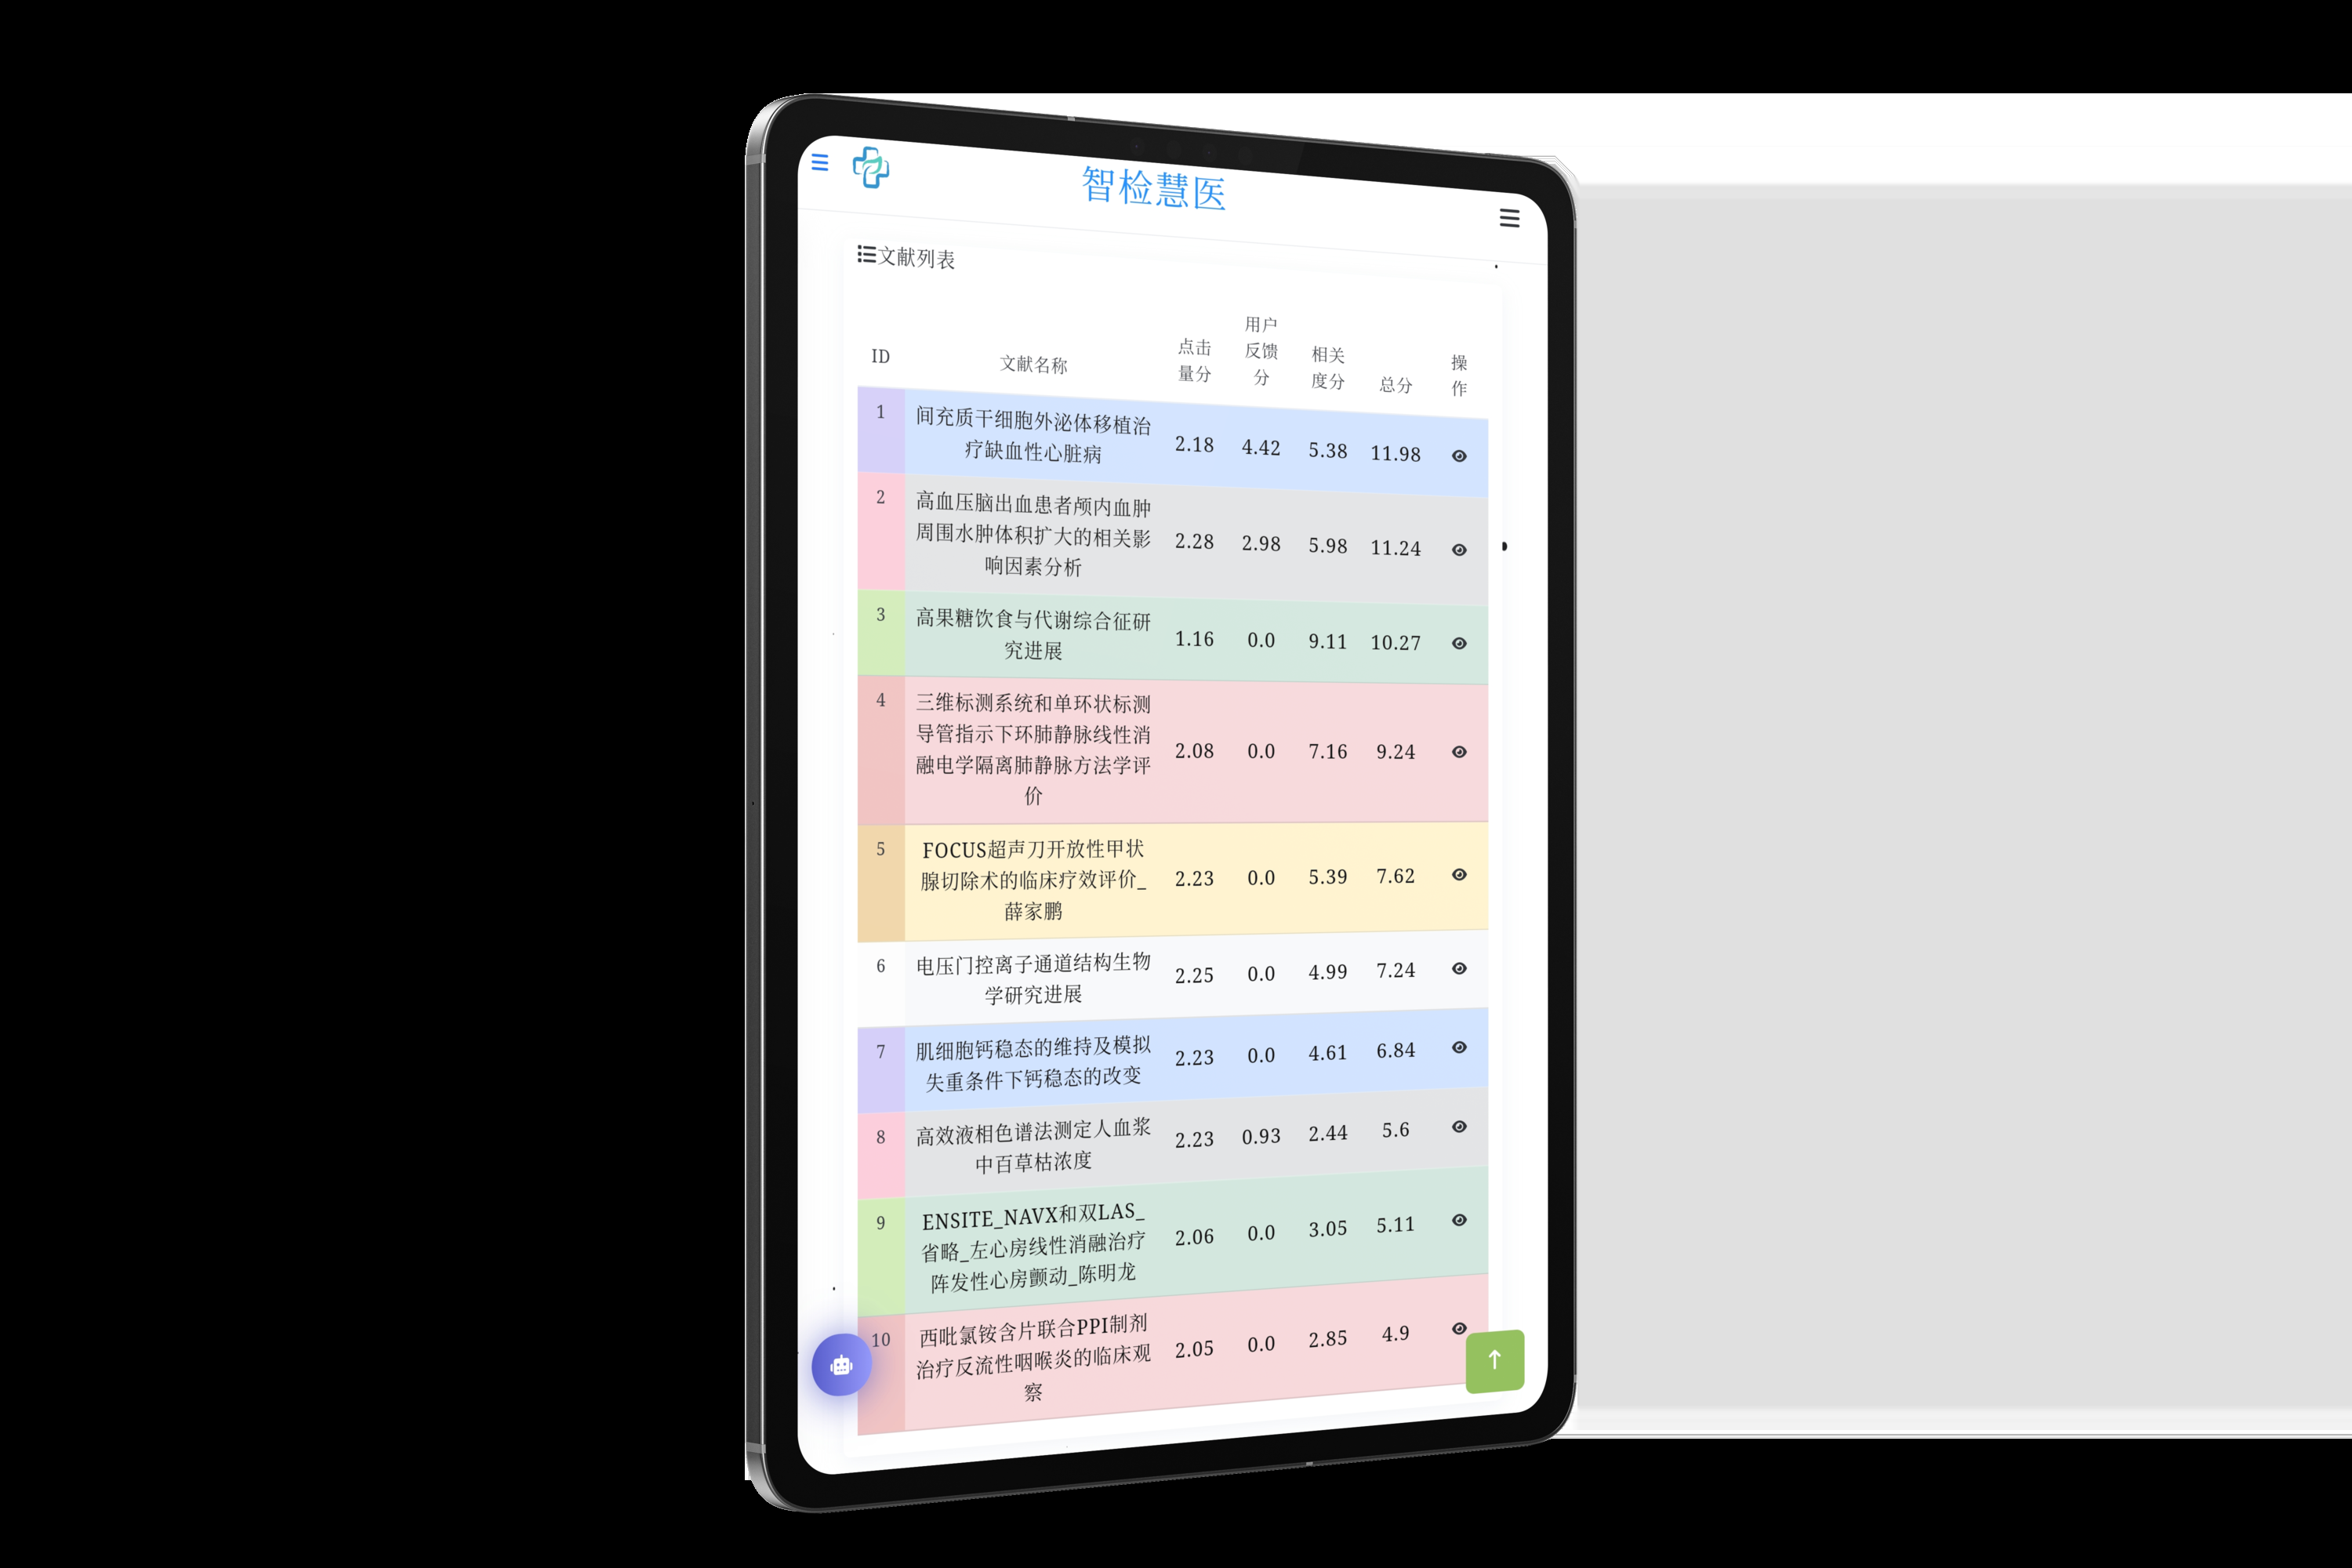 智检慧医
文献列表
ID 文献名称 点击量分 用户反馈分 相关度分 总分 操作
1 间充质干细胞外泌体移植治 2.18 4.42 5.38 11.98
疗缺血性心脏病
2 高血压脑出血患者颅内血肿
周围水肿体积扩大的相关影 2.28 2.98 5.98 11.24
响因素分析
3 高果糖饮食与代谢综合征研 1.16 0.0 9.11 10.27
究进展
4 三维标测系统和单环状标测
导管指示下环肺静脉线性消 2.08 0.0 7.16 9.24
融电学隔离肺静脉方法学评
价
5 FOCUS超声刀开放性甲状
腺切除术的临床疗效评价_ 2.23 0.0 5.39 7.62
薛家鹏
6 电压门控离子通道结构生物 2.25 0.0 4.99 7.24
学研究进展
7 肌细胞钙稳态的维持及模拟 2.23 0.0 4.61 6.84
失重条件下钙稳态的改变
8 高效液相色谱法测定人血浆 2.23 0.93 2.44 5.6
中百草枯浓度
9 ENSITE_NAVX和双LAS_
省略_左心房线性消融治疗 2.06 0.0 3.05 5.11
阵发性心房颤动_陈明龙
10 西吡氯铵含片联合PPI制剂
治疗反流性咽喉炎的临床观 2.05 0.0 2.85 4.9
察